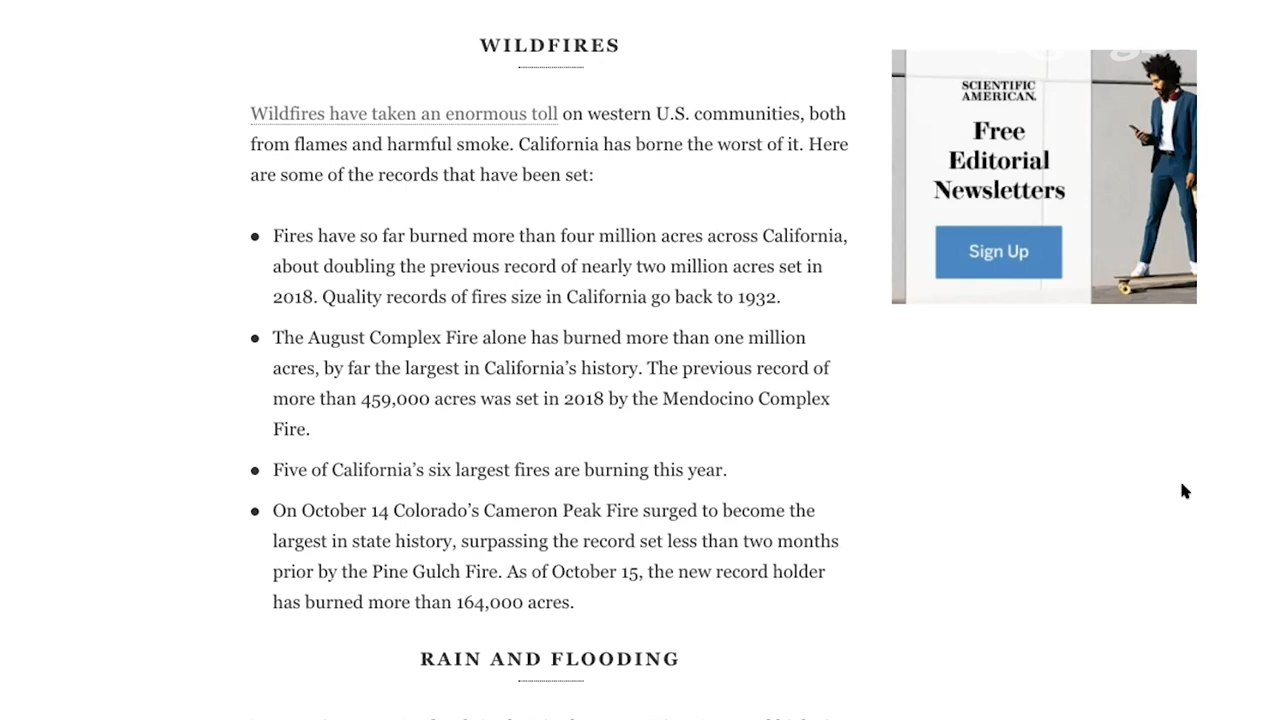 WILDFIRES
Wildfires have taken an enormous toll on western U.S. communities, both
from flames and harmful smoke. California has borne the worst of it. Here
are some of the records that have been set:
● Fires have so far burned more than four million acres across California,
about doubling the previous record of nearly two million acres set in
2018. Quality records of fires size in California go back to 1932.
● The August Complex Fire alone has burned more than one million
acres, by far the largest in California’s history. The previous record of
more than 459,000 acres was set in 2018 by the Mendocino Complex
Fire.
● Five of California’s six largest fires are burning this year.
● On October 14 Colorado’s Cameron Peak Fire surged to become the
largest in state history, surpassing the record set less than two months
prior by the Pine Gulch Fire. As of October 15, the new record holder
has burned more than 164,000 acres.
RAIN AND FLOODING
SCIENTIFIC
AMERICAN.
Free
Editorial
Newsletters
Sign Up